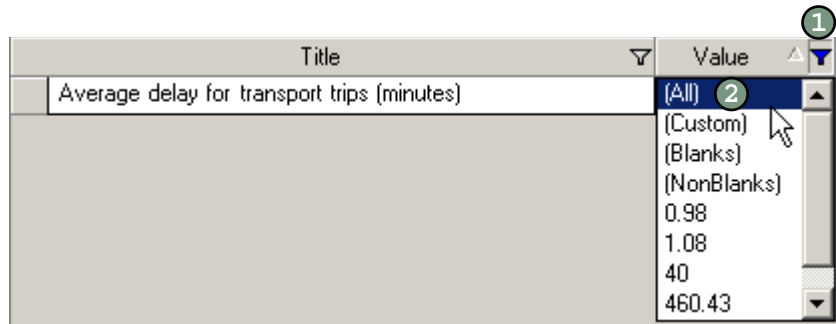 1
Title Value
Average delay for transport trips (minutes) (All) 2
(Custom)
(Blanks)
(NonBlanks)
0.98
1.08
40
460.43